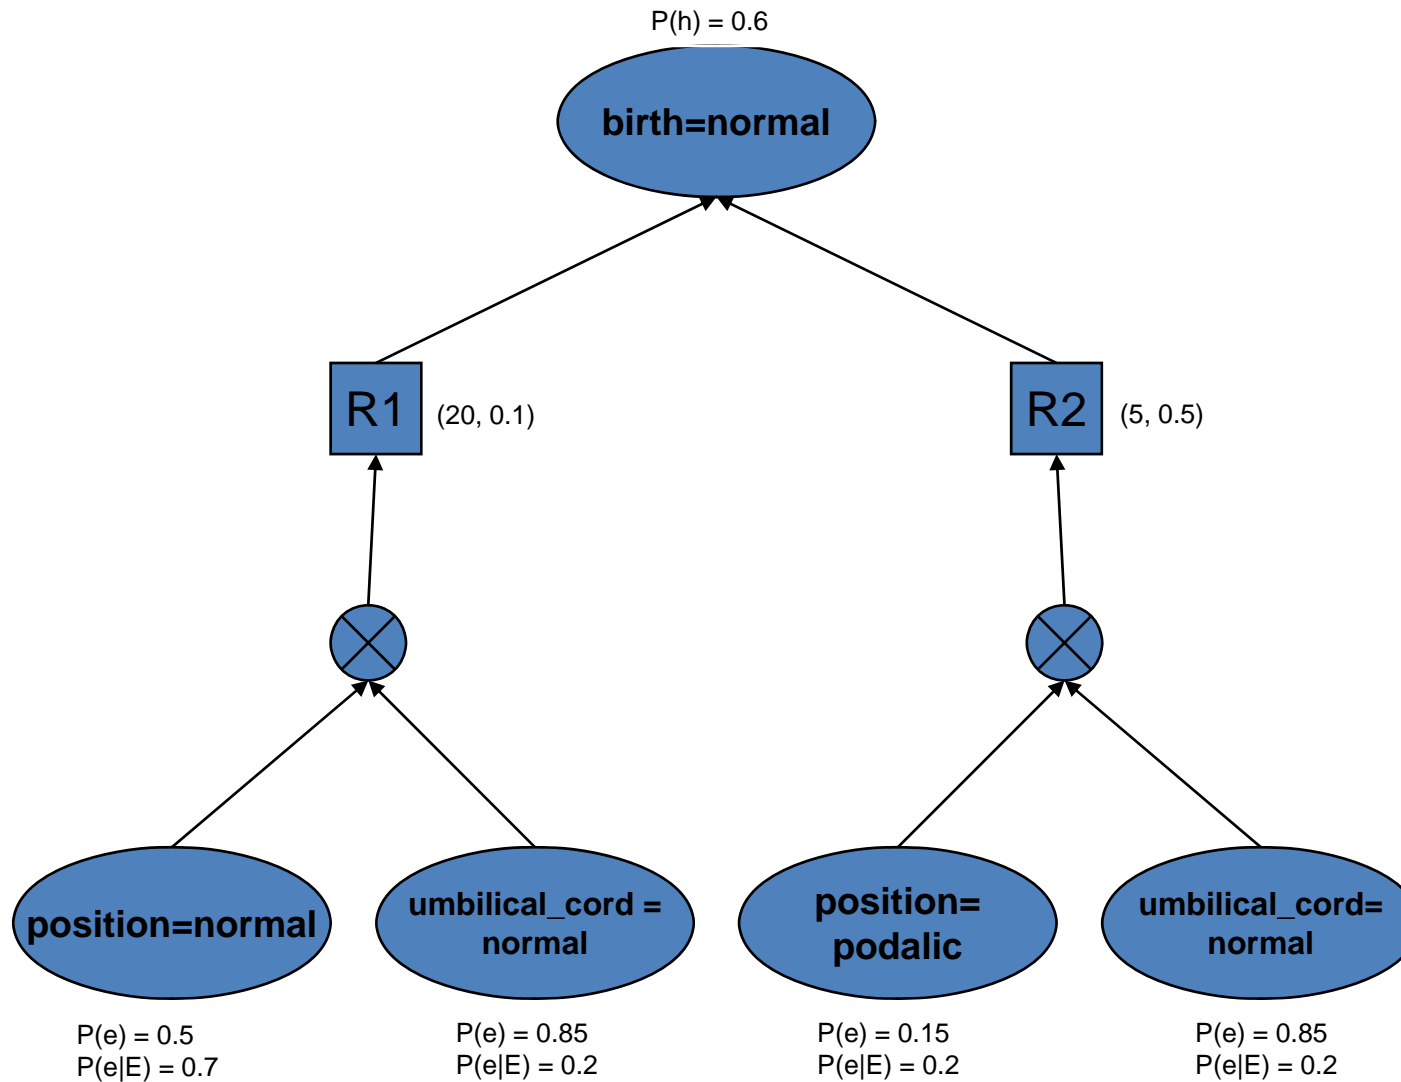 P(h) = 0.6
birth=normal
R1
(20, 0.1)
R2
(5, 0.5)
position=normal
umbilical_cord =
normal
position=
podalic
umbilical_cord=
normal
P(e) = 0.5
P(e|E) = 0.7
P(e) = 0.85
P(e|E) = 0.2
P(e) = 0.15
P(e|E) = 0.2
P(e) = 0.85
P(e|E) = 0.2